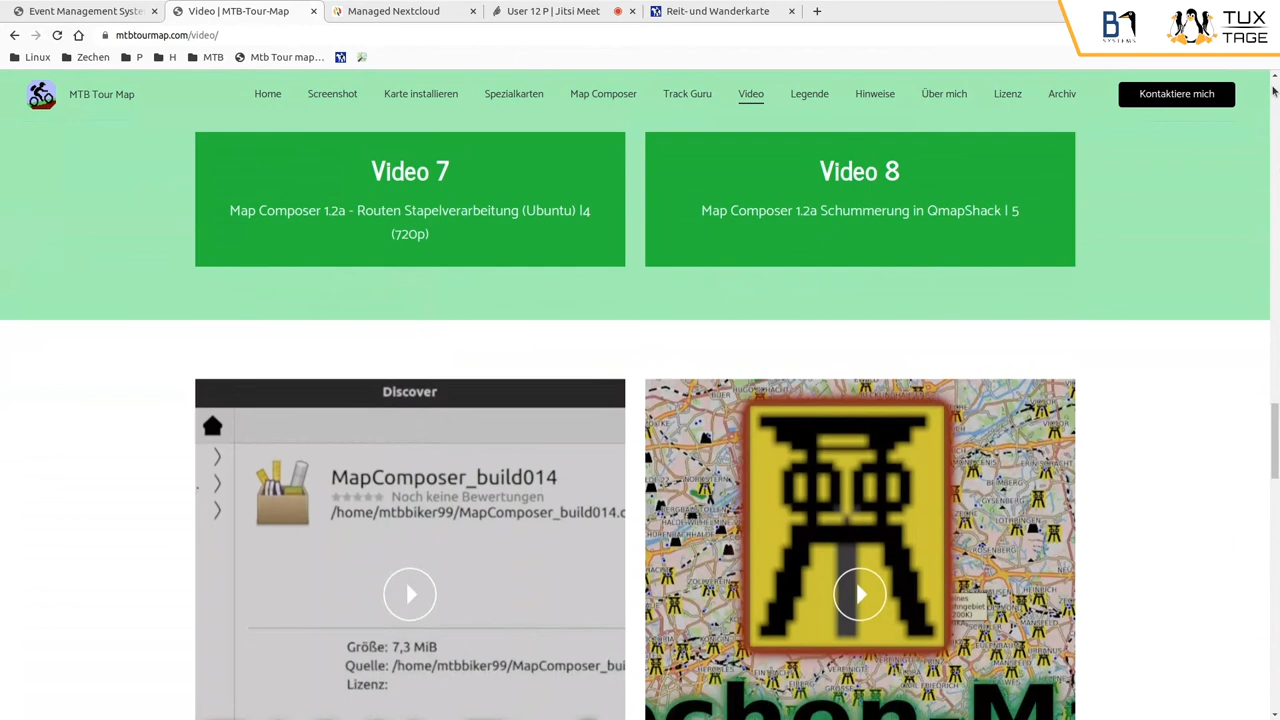 Event Management Syste
Video | MTB-Tour-Map
Managed Nextcloud
User 12 P | Jitsi Meet
Reit- und Wanderkarte
mtbtourmap.com/video/
Linux
Zechen
P
H
MTB
Mtb Tour map...
B1
SYSTEMS
TUX
TAGE
MTB Tour Map
Home
Screenshot
Karte installieren
Spezialkarten
Map Composer
Track Guru
Video
Legende
Hinweise
Über mich
Lizenz
Archiv
Kontaktiere mich
Video 7
Map Composer 1.2a - Routen Stapelverarbeitung (Ubuntu) |4
(720p)
Video 8
Map Composer 1.2a Schummerung in QmapShack | 5
Discover
MapComposer_build014
Noch keine Bewertungen
/home/mtbbiker99/MapComposer_build014.c
Größe: 7,3 MiB
Quelle: /home/mtbbiker99/MapComposer_bui
Lizenz: